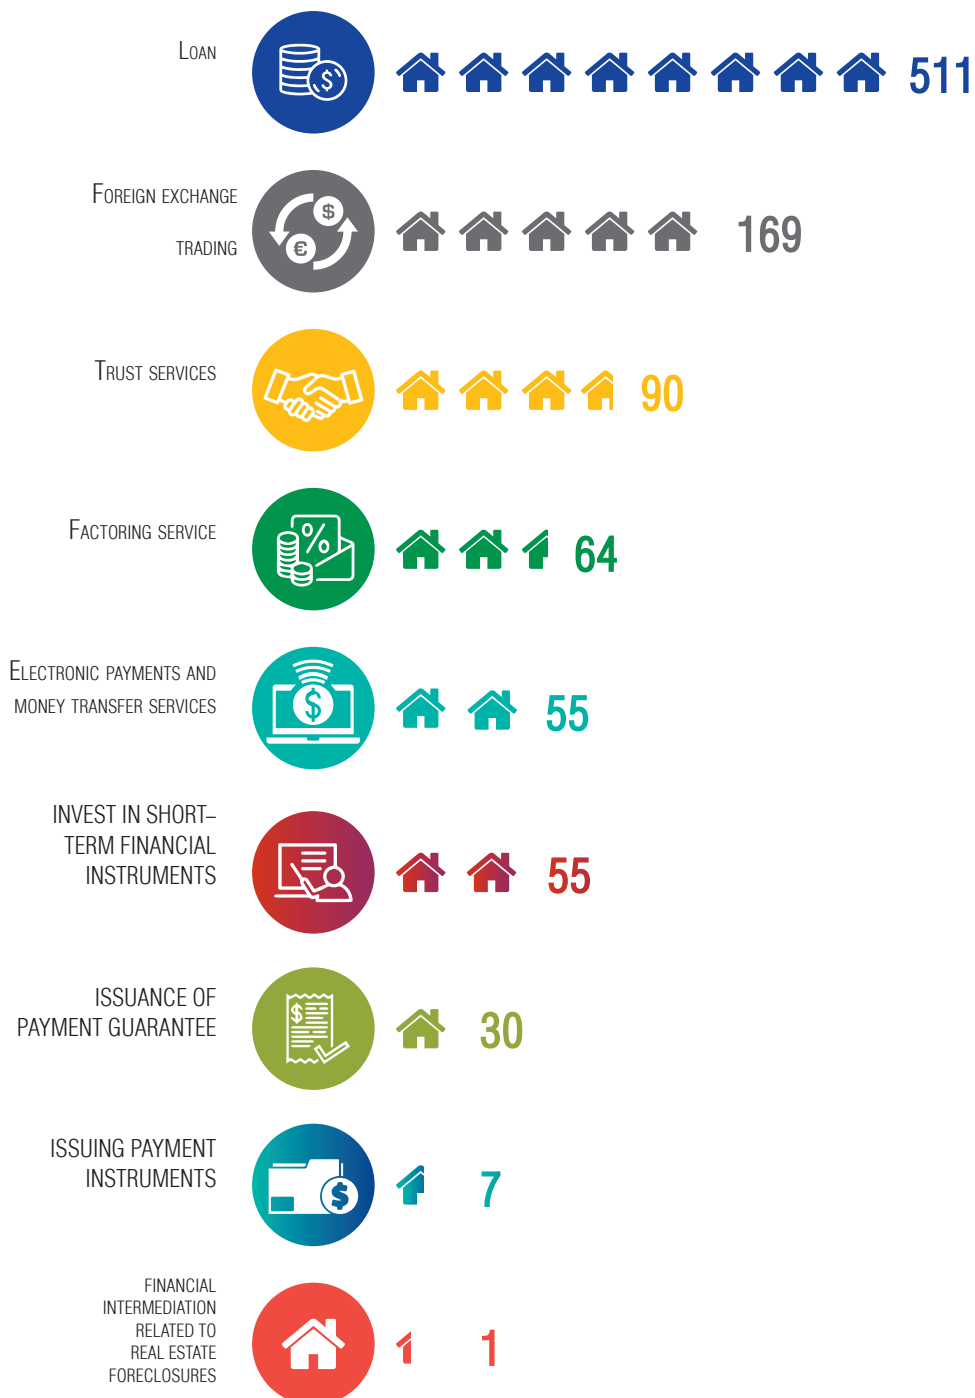 Loan
511
Foreign exchange
trading
169
Trust services
90
Factoring service
64
Electronic payments and
money transfer services
55
INVEST IN SHORT–
TERM FINANCIAL
INSTRUMENTS
55
ISSUANCE OF
PAYMENT GUARANTEE
30
ISSUING PAYMENT
INSTRUMENTS
7
FINANCIAL
INTERMEDIATION
RELATED TO
REAL ESTATE
FORECLOSURES
1